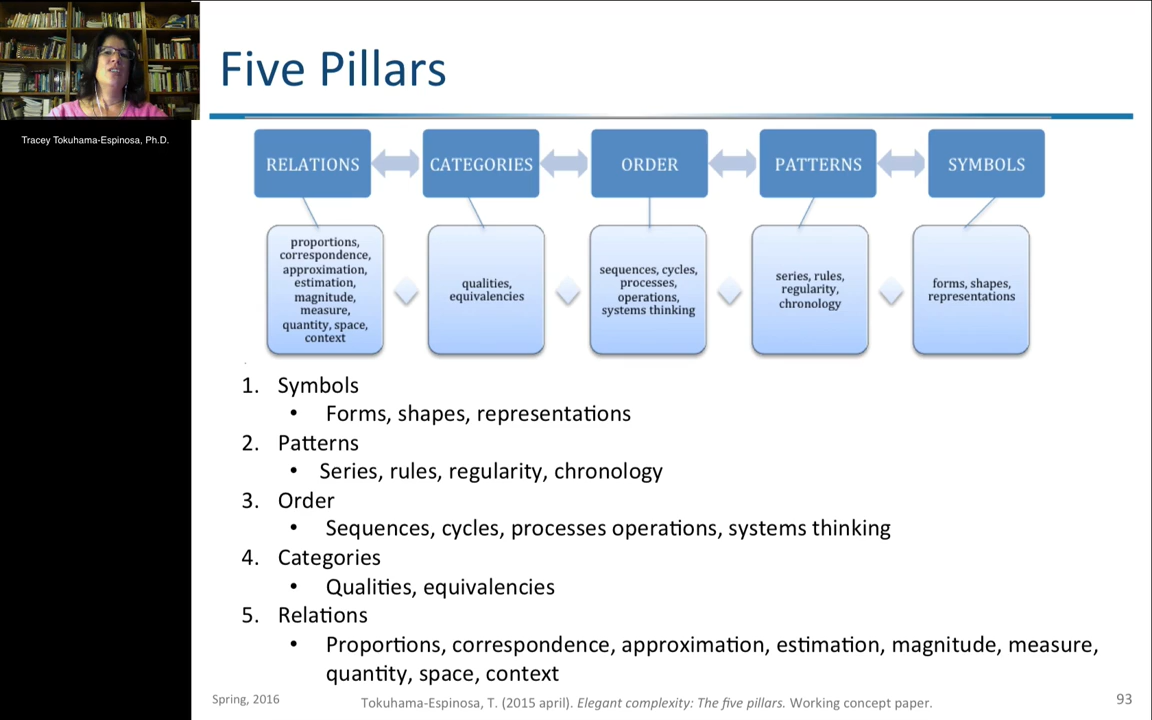 Tracey Tokuhama-Espinosa, Ph.D.
Five Pillars
RELATIONS
CATEGORIES
ORDER
PATTERNS
SYMBOLS
proportions,
correspondence,
approximation,
estimation,
magnitude,
measure,
quantity, space,
context
qualities,
equivalencies
sequences, cycles,
processes,
operations,
systems thinking
series, rules,
regularity,
chronology
forms, shapes,
representations
1. Symbols
• Forms, shapes, representations
2. Patterns
• Series, rules, regularity, chronology
3. Order
• Sequences, cycles, processes operations, systems thinking
4. Categories
• Qualities, equivalencies
5. Relations
• Proportions, correspondence, approximation, estimation, magnitude, measure,
quantity, space, context
Spring, 2016
Tokuhama-Espinosa, T. (2015 april). Elegant complexity: The five pillars. Working concept paper.
93